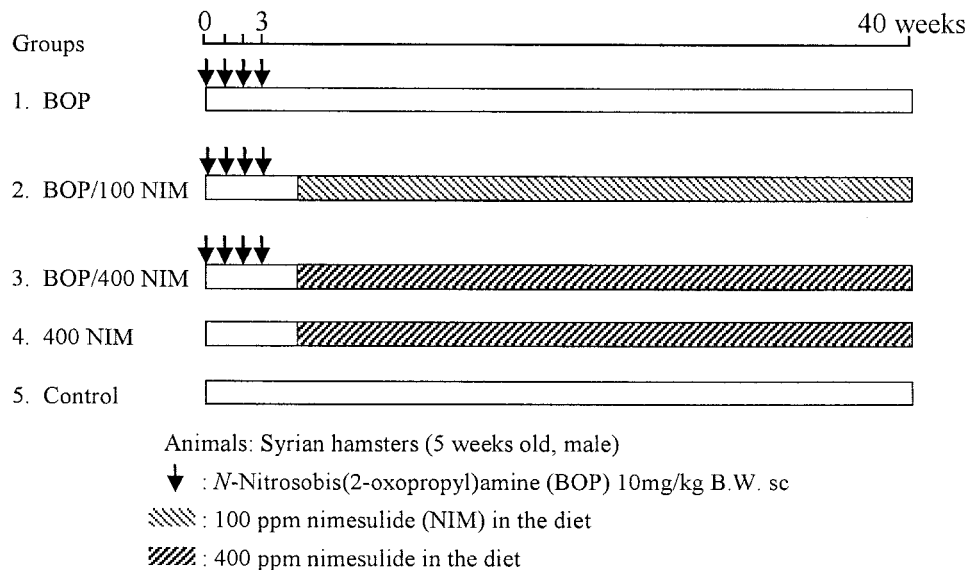 0 3 40 weeks
Groups
1. BOP
2. BOP/100 NIM
3. BOP/400 NIM
4. 400 NIM
5. Control
Animals: Syrian hamsters (5 weeks old, male)
: N-Nitrosobis(2-oxopropyl)amine (BOP) 10mg/kg B.W. sc
: 100 ppm nimesulide (NIM) in the diet
: 400 ppm nimesulide in the diet